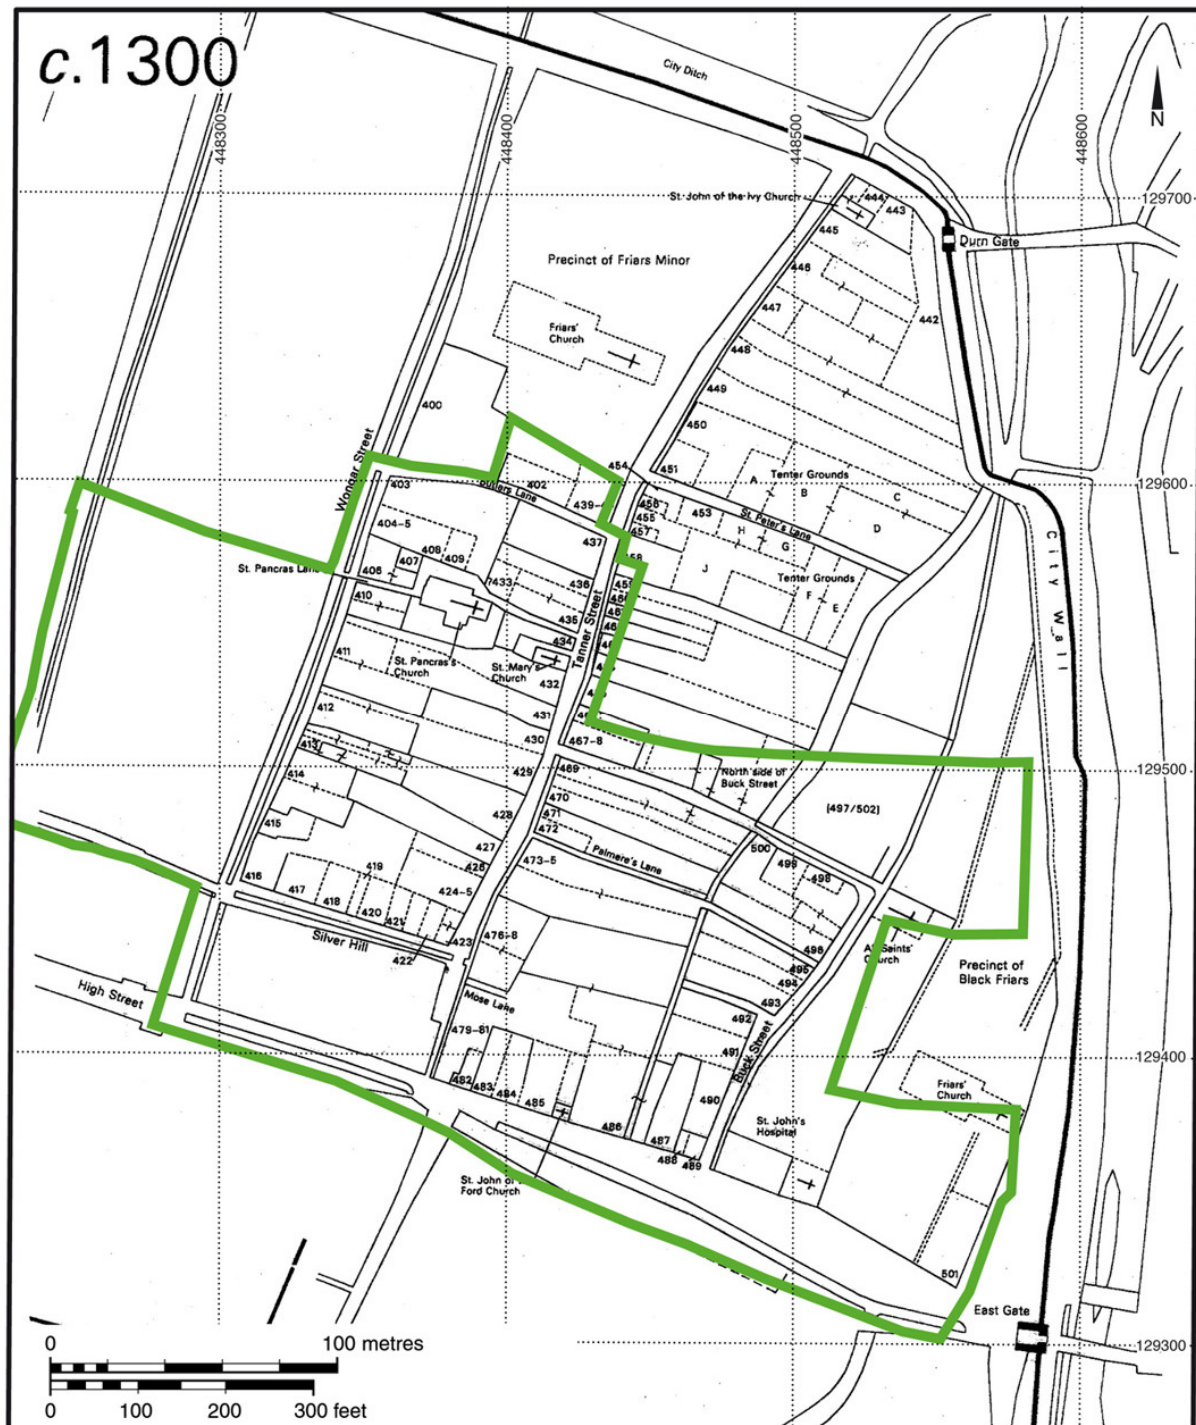 c.1300
City Ditch
N
448300
448400
448500
448600
129700
St. John of the Ivy Church
444
443
445
Durn Gate
Precinct of Friars Minor
446
447
442
Friars'
Church
448
449
400
450
Wongar Street
454
451
Tenter Grounds
129600
403
Lane
402
439-
A
B
C
D
456
455
453
St. Peter's Lane
457
H
G
404-5
408
409
407
437
J
Tenter Grounds
F
E
St. Pancras Lane
406
7433
436
410
435
City Wall
434
Tanner Street
411
St. Pancras's
Church
St. Mary's
Church
432
412
431
430
467-8
413
469
North side of
Buck Street
129500
414
429
470
[497/502]
428
471
415
472
427
Palmere's Lane
500
499
498
419
426
473-5
416
417
424-5
418
420
421
423
Silver Hill
422
476-8
496
495
494
493
All Saints'
Church
Precinct of
Black Friars
High Street
Mose Lake
492
479-81
491
Buck Street
129400
482
483
484
485
490
Friars'
Church
486
487
488
489
St. John's
Hospital
St. John of
Ford Church
501
East Gate
129300
0
100 metres
0
100
200
300 feet